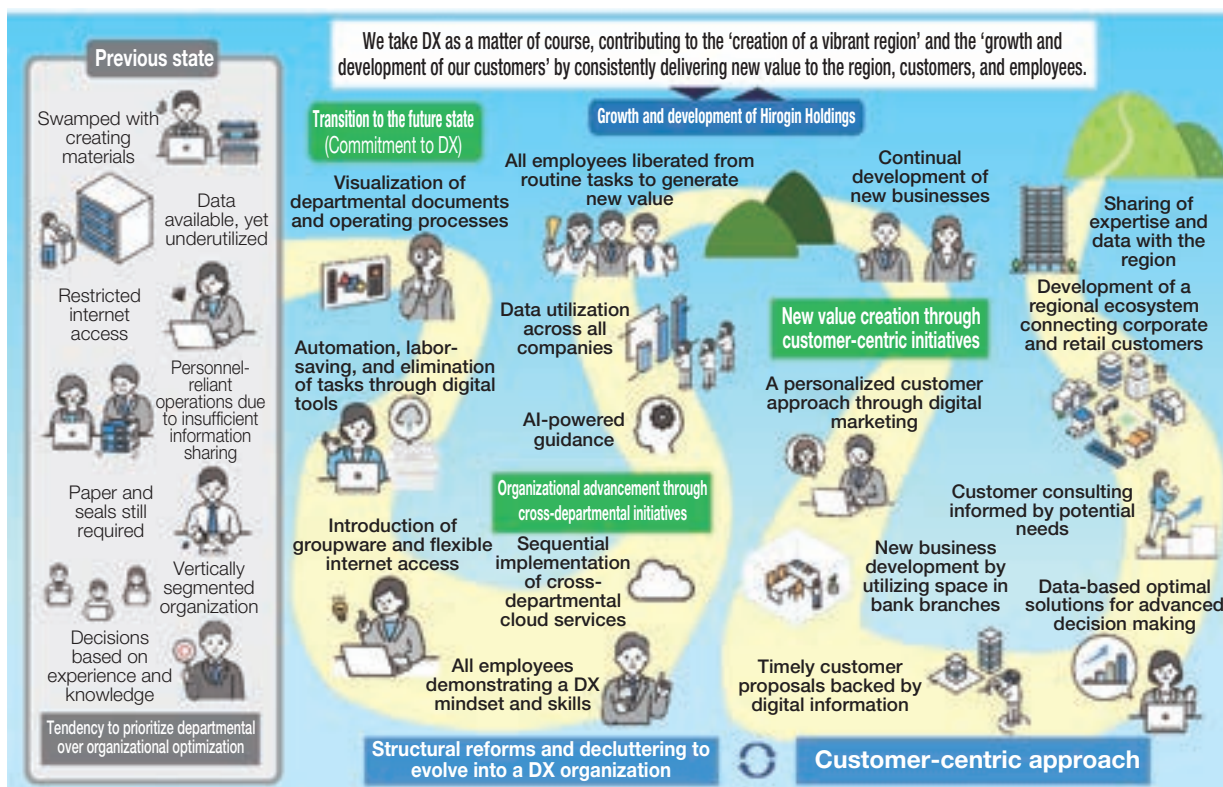 We take DX as a matter of course, contributing to the ‘creation of a vibrant region’ and the ‘growth and
development of our customers’ by consistently delivering new value to the region, customers, and employees.
Previous state
Swamped with
creating
materials
Data
available, yet
underutilized
Restricted
internet
access
Personnel-
reliant
operations due
to insufficient
information
sharing
Paper and
seals still
required
Vertically
segmented
organization
Decisions
based on
experience and
knowledge
Tendency to prioritize departmental
over organizational optimization
Transition to the future state
(Commitment to DX)
Visualization of
departmental documents
and operating processes
Automation, labor-
saving, and elimination
of tasks through digital
tools
Introduction of
groupware and flexible
internet access
All employees
demonstrating a DX
mindset and skills
Growth and development of Hirogin Holdings
All employees liberated from
routine tasks to generate
new value
Data utilization
across all
companies
AI-powered
guidance
Organizational advancement through
cross-departmental initiatives
Sequential
implementation
of cross-
departmental
cloud services
Continual
development of
new businesses
New value creation through
customer-centric initiatives
A personalized customer
approach through digital
marketing
New business
development by
utilizing space in
bank branches
Timely customer
proposals backed by
digital information
Sharing of
expertise and
data with the
region
Development of a
regional ecosystem
connecting corporate
and retail customers
Customer consulting
informed by potential
needs
Data-based optimal
solutions for advanced
decision making
Structural reforms and decluttering to
evolve into a DX organization
Customer-centric approach